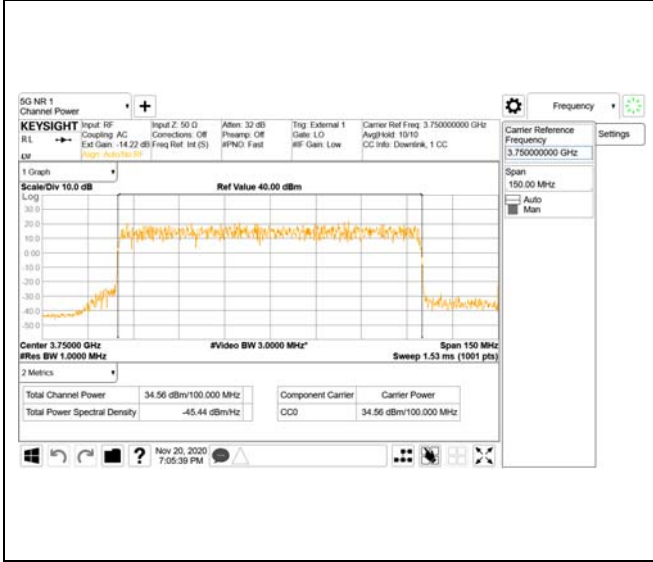 5G NR 1
Channel Power
KEYSIGHT
RL
Input: RF
Coupling: AC
Ext Gain: -14.22 dB
Align: Auto/No RF
Input Z: 50 Ω
Corrections: Off
Freq Ref: Int (S)
Atten: 32 dB
Preamp: Off
#PNO: Fast
Trig: External 1
Gate: LO
#IF Gain: Low
Carrier Ref Freq: 3.750000000 GHz
Avg|Hold: 10/10
CC Info: Downlink, 1 CC
1 Graph
Scale/Div 10.0 dB
Ref Value 40.00 dBm
Log
30.0
20.0
10.0
0.00
-10.0
-20.0
-30.0
-40.0
-50.0
Center 3.75000 GHz
#Video BW 3.0000 MHz*
Span 150 MHz
#Res BW 1.0000 MHz
Sweep 1.53 ms (1001 pts)
2 Metrics
Total Channel Power 34.56 dBm/100.000 MHz
Total Power Spectral Density -45.44 dBm/Hz
Component Carrier Carrier Power
CC0 34.56 dBm/100.000 MHz
?
Nov 20, 2020
7:05:39 PM
Frequency
Settings
Carrier Reference
Frequency
3.750000000 GHz
Span
150.00 MHz
Auto
Man